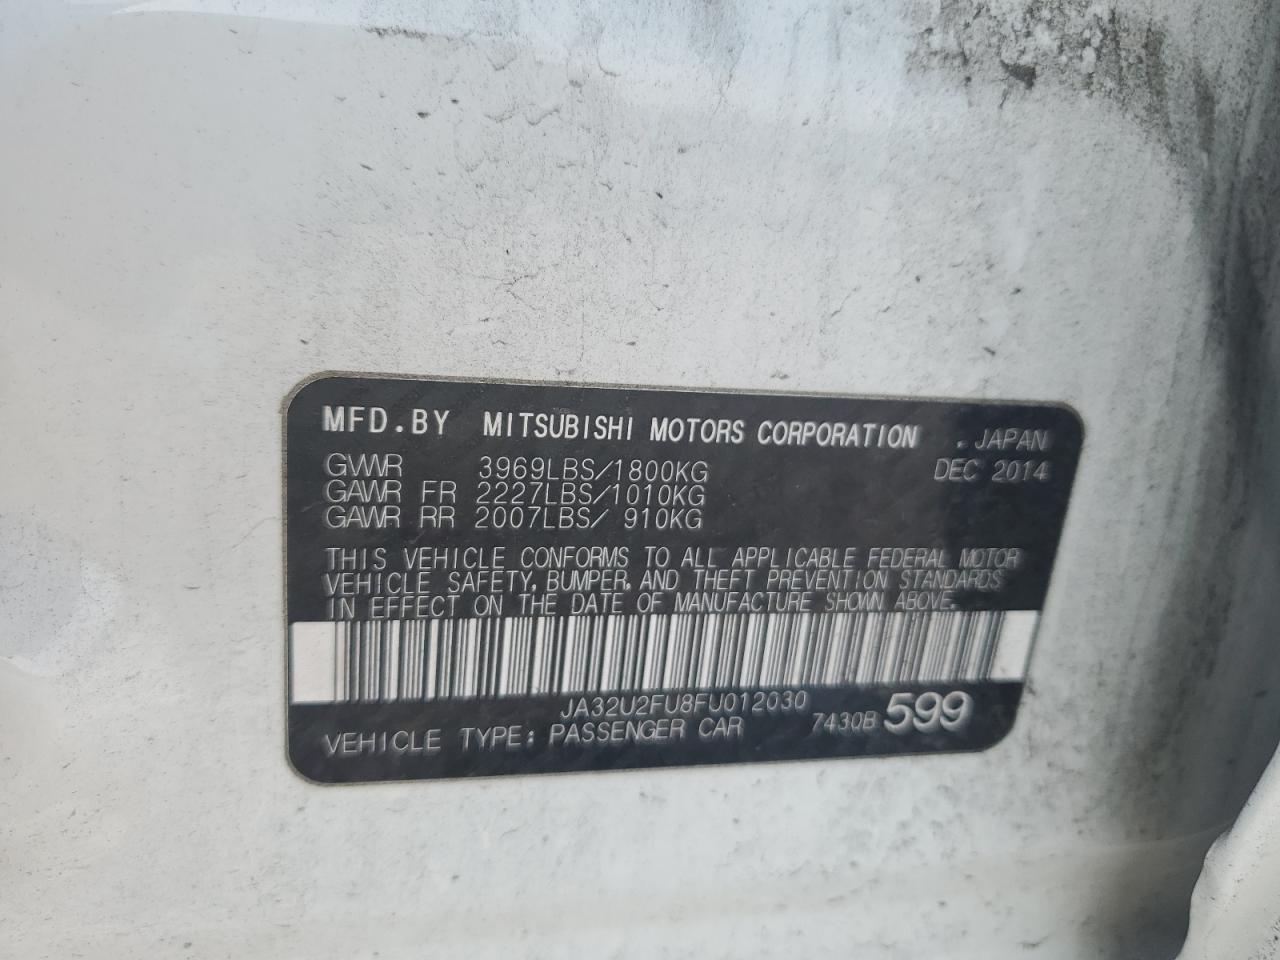 MFD.BY MITSUBISHI MOTORS CORPORATION . JAPAN
GVWR 3969LBS/1800KG DEC 2014
GAWR FR 2227LBS/1010KG
GAWR RR 2007LBS/ 910KG
THIS VEHICLE CONFORMS TO ALL APPLICABLE FEDERAL MOTOR
VEHICLE SAFETY, BUMPER, AND THEFT PREVENTION STANDARDS
IN EFFECT ON THE DATE OF MANUFACTURE SHOWN ABOVE.
JA32U2FU8FU012030
VEHICLE TYPE: PASSENGER CAR 7430B 599